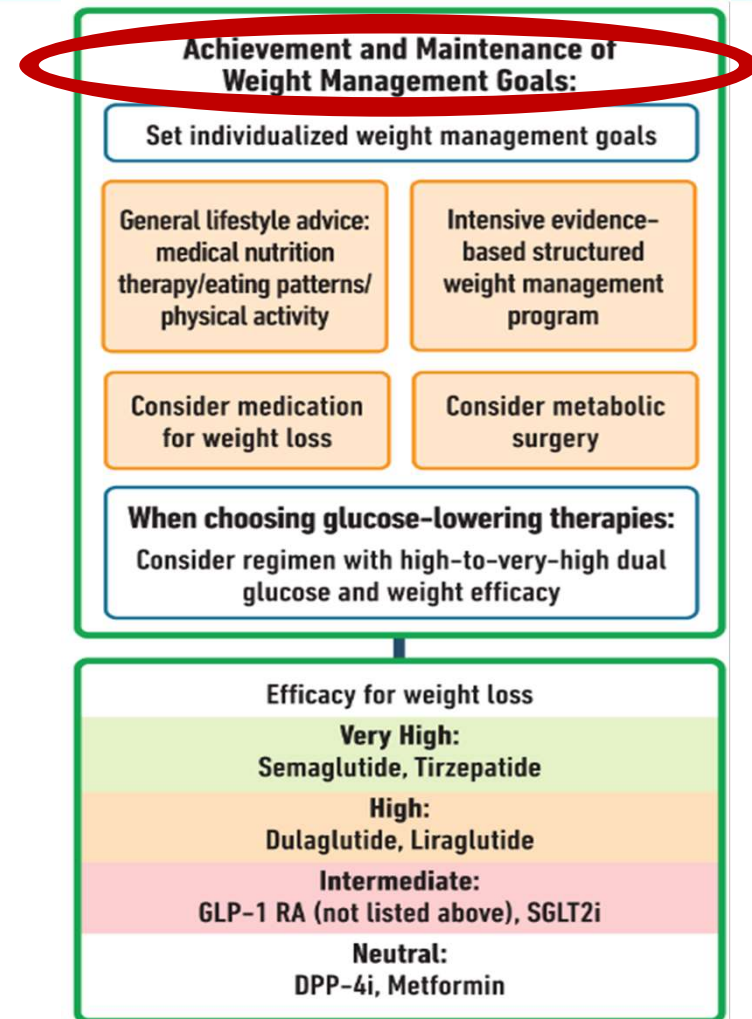 Achievement and Maintenance of
Weight Management Goals:
Set individualized weight management goals
General lifestyle advice:
medical nutrition
therapy/eating patterns/
physical activity
Intensive evidence-
based structured
weight management
program
Consider medication
for weight loss
Consider metabolic
surgery
When choosing glucose-lowering therapies:
Consider regimen with high-to-very-high dual
glucose and weight efficacy
Efficacy for weight loss
Very High:
Semaglutide, Tirzepatide
High:
Dulaglutide, Liraglutide
Intermediate:
GLP-1 RA (not listed above), SGLT2i
Neutral:
DPP-4i, Metformin